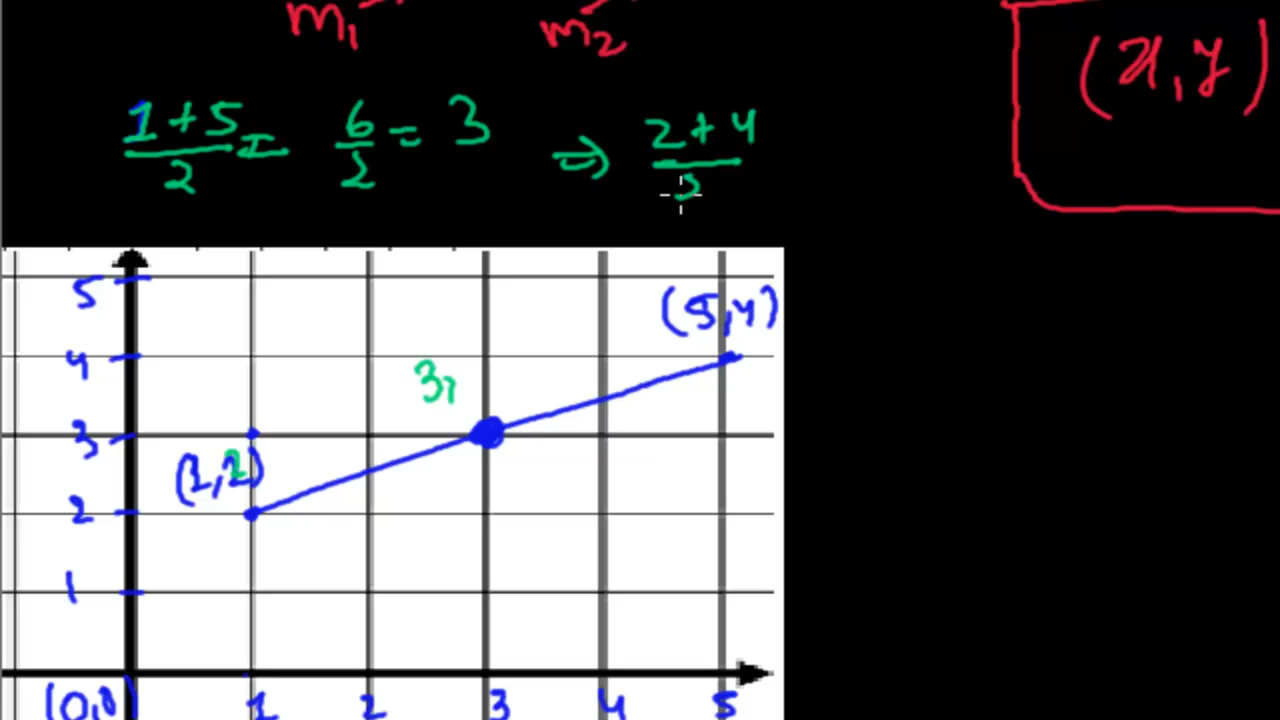 m₁ m₂
(x,y)
1+5/2 = 6/2 = 3 ⇒ 2+4/2
5
(5,4)
4
3,
3
(1,2)
2
1
(0,0)
1 2 3 4 5